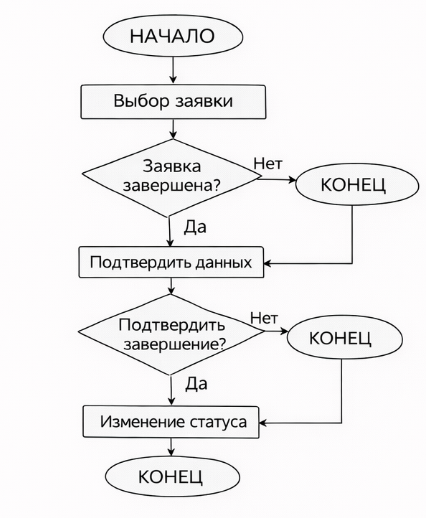 НАЧАЛО
Выбор заявки
Заявка
завершена?
Нет
КОНЕЦ
Да
Подтвердить данных
Подтвердить
завершение?
Нет
КОНЕЦ
Да
Изменение статуса
КОНЕЦ